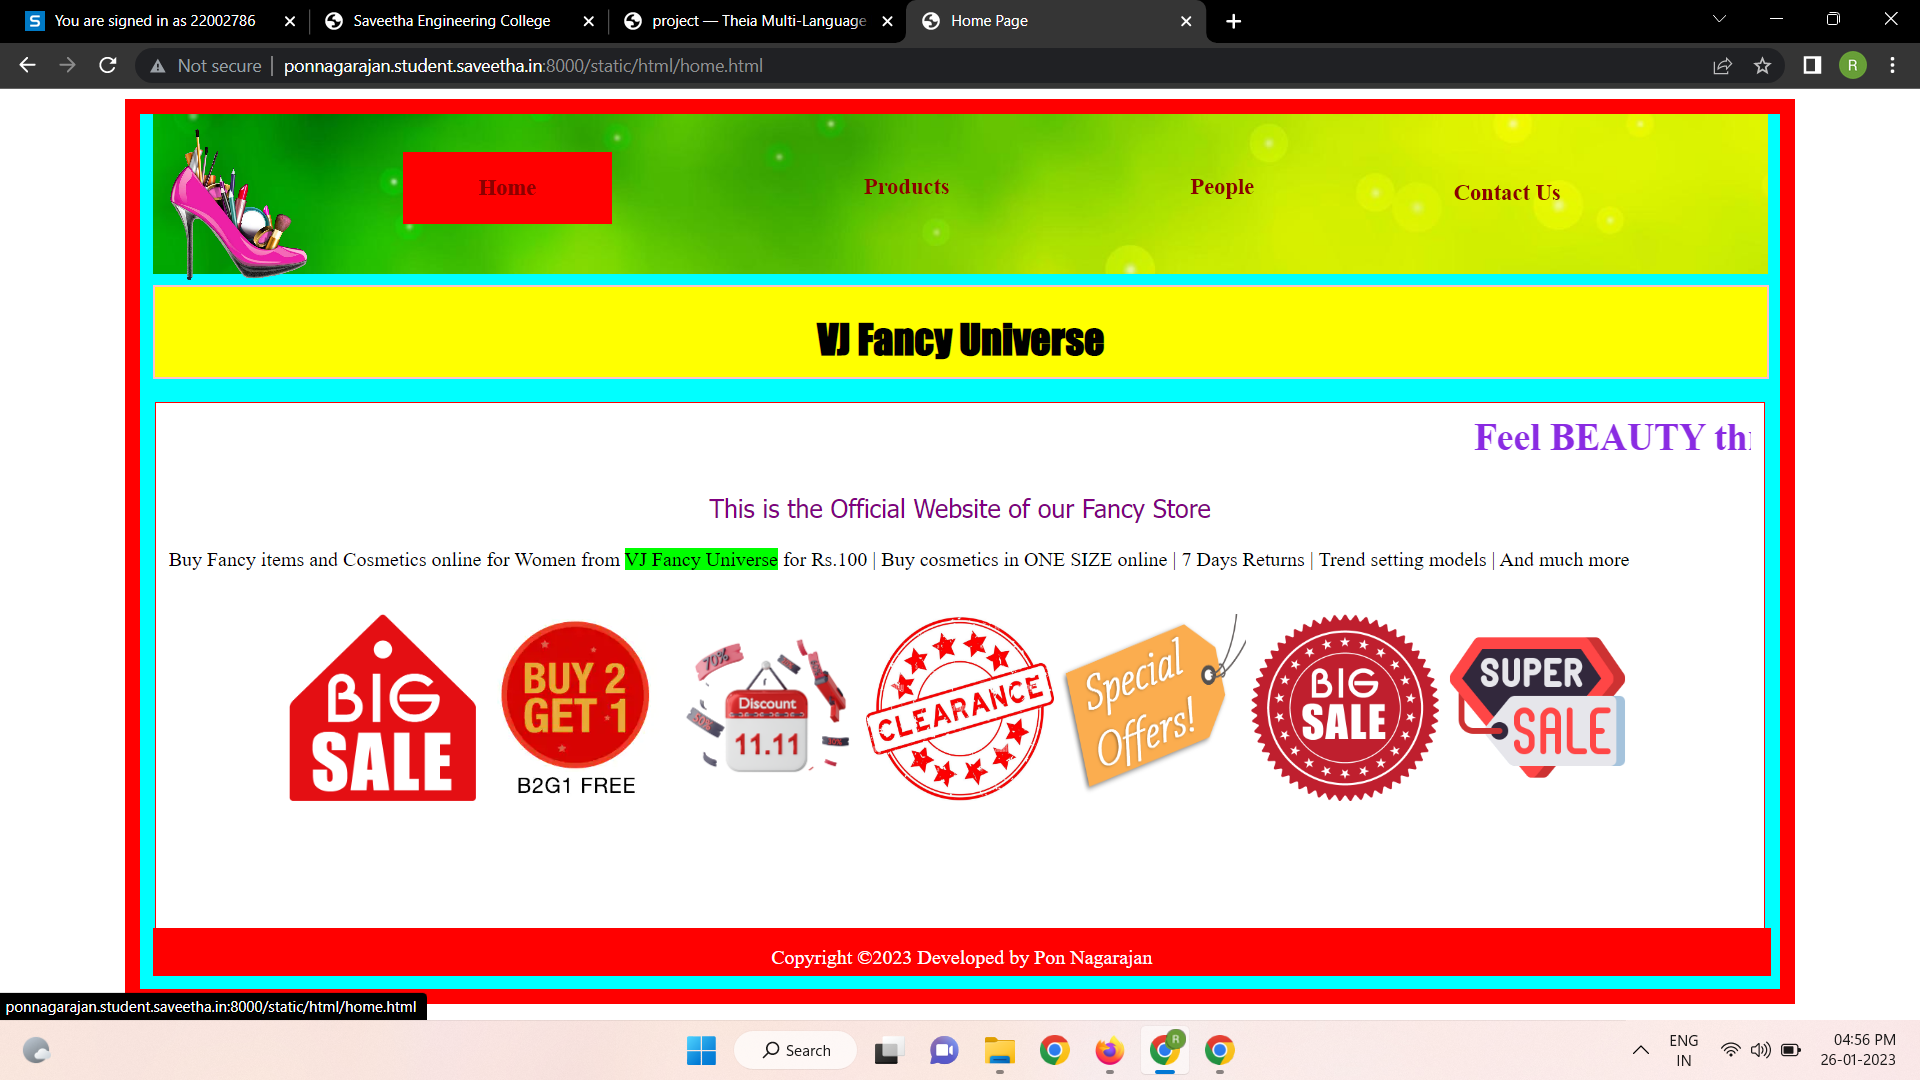 You are signed in as 22002786
Saveetha Engineering College
project — Theia Multi-Language
Home Page
Not secure ponnagarajan.student.saveetha.in:8000/static/html/home.html
R
Home
Products
People
Contact Us
VJ Fancy Universe
Feel BEAUTY thr
This is the Official Website of our Fancy Store
Buy Fancy items and Cosmetics online for Women from VJ Fancy Universe for Rs.100 | Buy cosmetics in ONE SIZE online | 7 Days Returns | Trend setting models | And much more
BIG
SALE
BUY 2
GET 1
B2G1 FREE
70%
50%
Discount
11.11
CLEARANCE
Special
Offers!
BIG
SALE
SUPER
SALE
Copyright ©2023 Developed by Pon Nagarajan
ponnagarajan.student.saveetha.in:8000/static/html/home.html
Search
R
ENG
IN
04:56 PM
26-01-2023